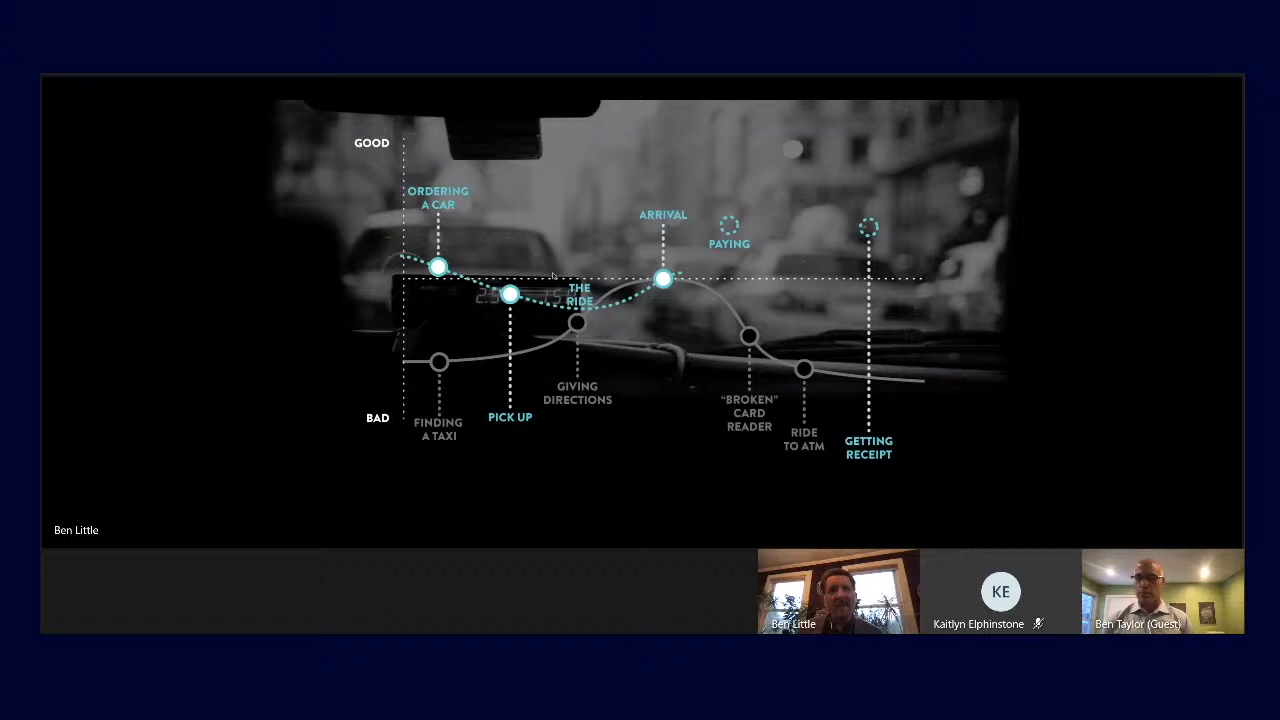 GOOD
ORDERING
A CAR
ARRIVAL
PAYING
THE
RIDE
GIVING
DIRECTIONS
BAD
FINDING
A TAXI
PICK UP
“BROKEN”
CARD
READER
RIDE
TO ATM
GETTING
RECEIPT
Ben Little
Ben Little
KE
Kaitlyn Elphinstone
Ben Taylor (Guest)